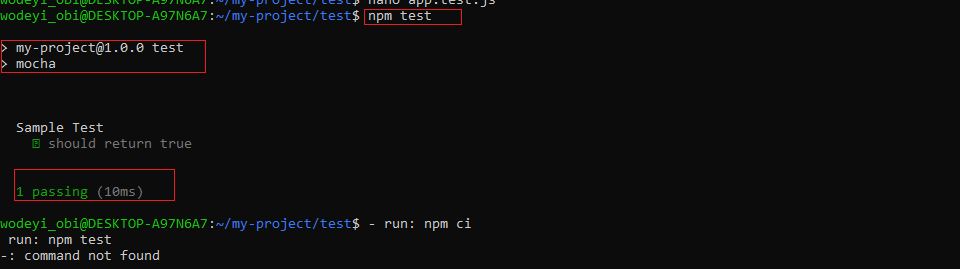 wodeyi_obi@DESKTOP-A97N6A7:~/my-project/test$ nano app.test.js
wodeyi_obi@DESKTOP-A97N6A7:~/my-project/test$ npm test
> my-project@1.0.0 test
> mocha
Sample Test
should return true
1 passing (10ms)
wodeyi_obi@DESKTOP-A97N6A7:~/my-project/test$ - run: npm ci
run: npm test
-: command not found